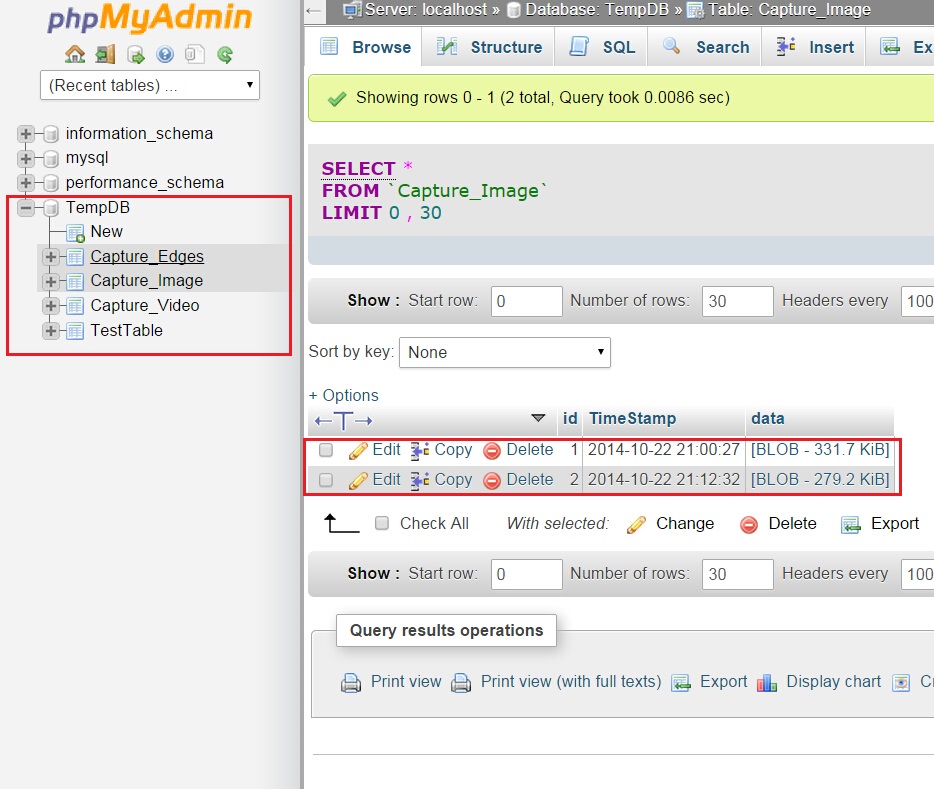 phpMyAdmin
(Recent tables) ...
information_schema
mysql
performance_schema
TempDB
New
Capture_Edges
Capture_Image
Capture_Video
TestTable
Server: localhost » Database: TempDB » Table: Capture_Image
Browse Structure SQL Search Insert Ex
Showing rows 0 - 1 (2 total, Query took 0.0086 sec)
SELECT *
FROM `Capture_Image`
LIMIT 0 , 30
Show : Start row: 0 Number of rows: 30 Headers every 100
Sort by key: None
+ Options
←T→ id TimeStamp data
Edit Copy Delete 1 2014-10-22 21:00:27 [BLOB - 331.7 KiB]
Edit Copy Delete 2 2014-10-22 21:12:32 [BLOB - 279.2 KiB]
Check All With selected: Change Delete Export
Show : Start row: 0 Number of rows: 30 Headers every 100
Query results operations
Print view Print view (with full texts) Export Display chart Cr